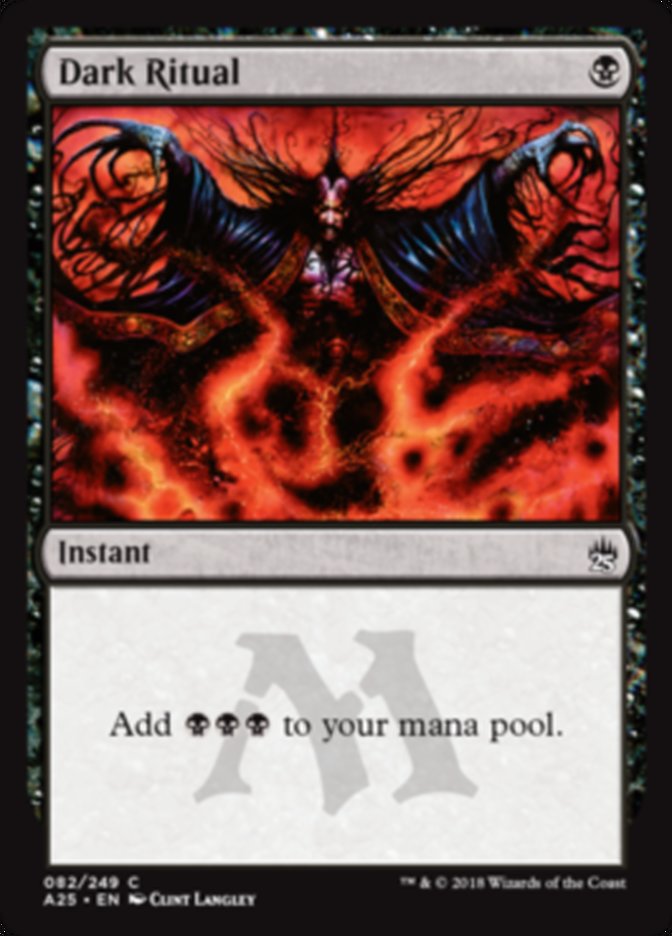 Dark Ritual
Instant
25
Add to your mana pool.
082/249 C
™ & © 2018 Wizards of the Coast
A25 • EN CLINT LANGLEY